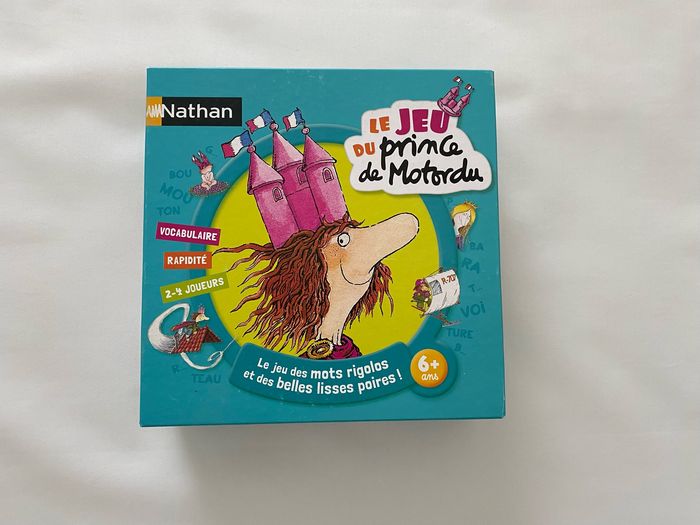 Nathan
LE JEU
DU prince
de Motordu
BOU
MOU
TON
VOCABULAIRE
RAPIDITÉ
2-4 JOUEURS
BA
RA
T
VOI
TURE
B
R
TEAU
Le jeu des mots rigolos
et des belles lisses poires !
6+
ans